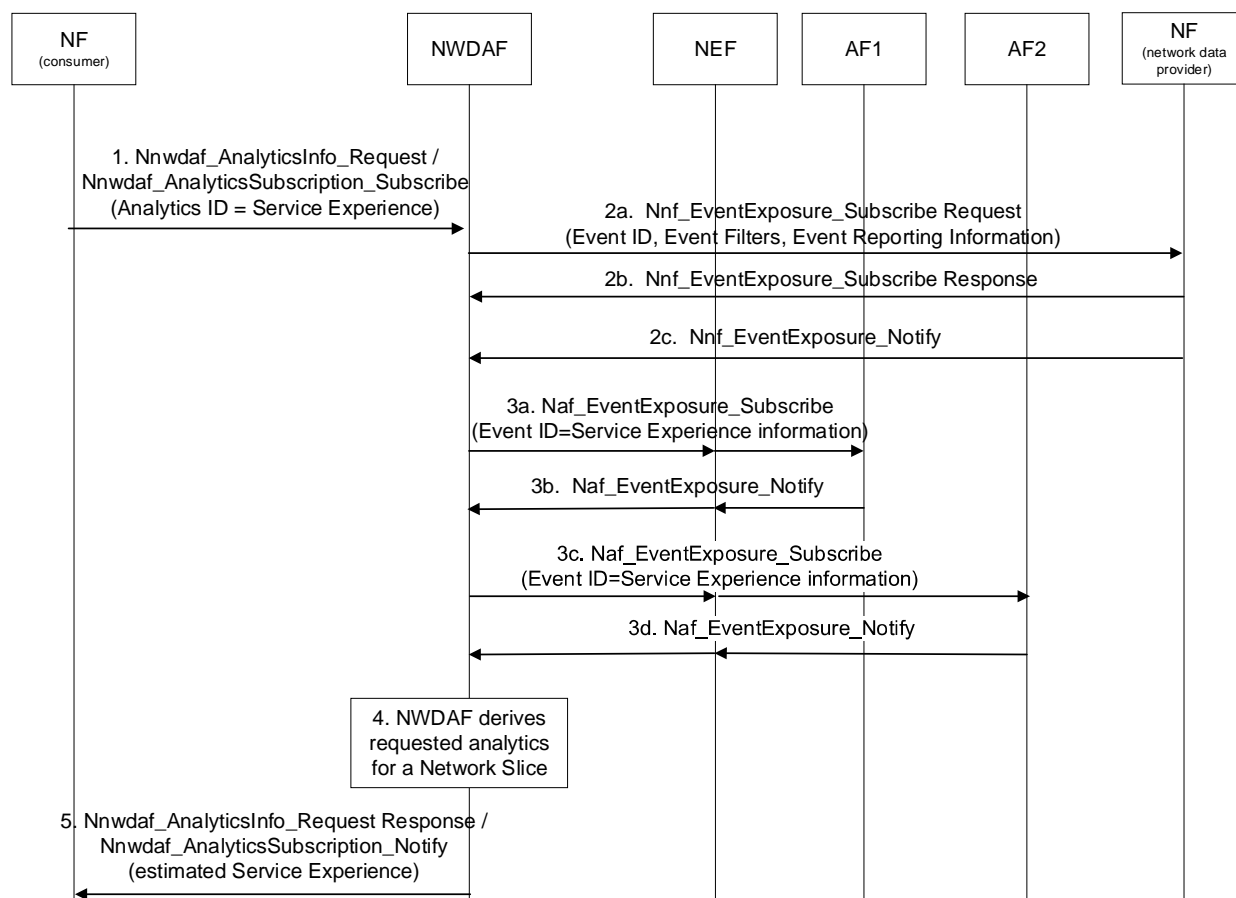 NF
(consumer)
NWDAF
NEF
AF1
AF2
NF
(network data
provider)
1. Nnwdaf_AnalyticsInfo_Request /
Nnwdaf_AnalyticsSubscription_Subscribe
(Analytics ID = Service Experience)
2a. Nnf_EventExposure_Subscribe Request
(Event ID, Event Filters, Event Reporting Information)
2b. Nnf_EventExposure_Subscribe Response
2c. Nnf_EventExposure_Notify
3a. Naf_EventExposure_Subscribe
(Event ID=Service Experience information)
3b. Naf_EventExposure_Notify
3c. Naf_EventExposure_Subscribe
(Event ID=Service Experience information)
3d. Naf_EventExposure_Notify
4. NWDAF derives
requested analytics
for a Network Slice
5. Nnwdaf_AnalyticsInfo_Request Response /
Nnwdaf_AnalyticsSubscription_Notify
(estimated Service Experience)